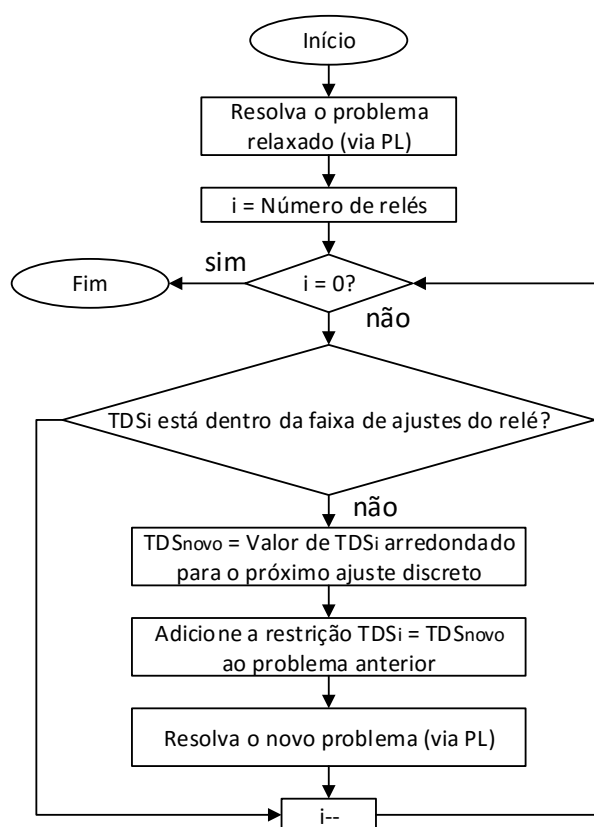 Início
Resolva o problema
relaxado (via PL)
i = Número de relés
sim
i = 0?
Fim
não
TDSi está dentro da faixa de ajustes do relé?
não
TDSnovo = Valor de TDSi arredondado
para o próximo ajuste discreto
Adicione a restrição TDSi = TDSnovo
ao problema anterior
Resolva o novo problema (via PL)
i--